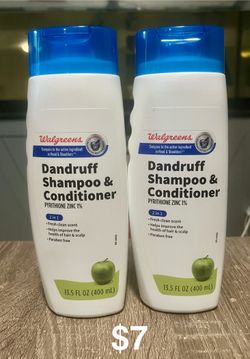 Walgreens
Compare to the active ingredient
in Head & Shoulders
Dandruff
Shampoo &
Conditioner
PYRITHIONE ZINC 1%
2 in 1
• Fresh clean scent
• Helps improve the
health of hair & scalp
• Paraben free
13.5 FL OZ (400 mL)
Walgreens
Compare to the active ingredient
in Head & Shoulders
Dandruff
Shampoo &
Conditioner
PYRITHIONE ZINC 1%
2 in 1
• Fresh clean scent
• Helps improve the
health of hair & scalp
• Paraben free
13.5 FL OZ (400 mL)
$7